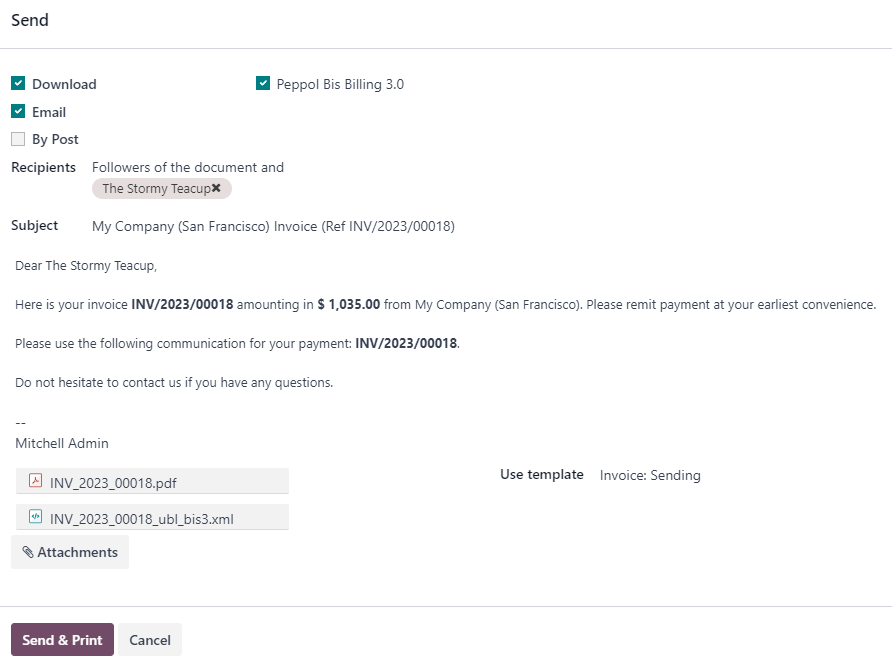 Send
Download
Peppol Bis Billing 3.0
Email
By Post
Recipients Followers of the document and
The Stormy Teacup✖
Subject My Company (San Francisco) Invoice (Ref INV/2023/00018)
Dear The Stormy Teacup,
Here is your invoice INV/2023/00018 amounting in $ 1,035.00 from My Company (San Francisco). Please remit payment at your earliest convenience.
Please use the following communication for your payment: INV/2023/00018.
Do not hesitate to contact us if you have any questions.
--
Mitchell Admin
INV_2023_00018.pdf
Use template Invoice: Sending
INV_2023_00018_ubl_bis3.xml
Attachments
Send & Print Cancel